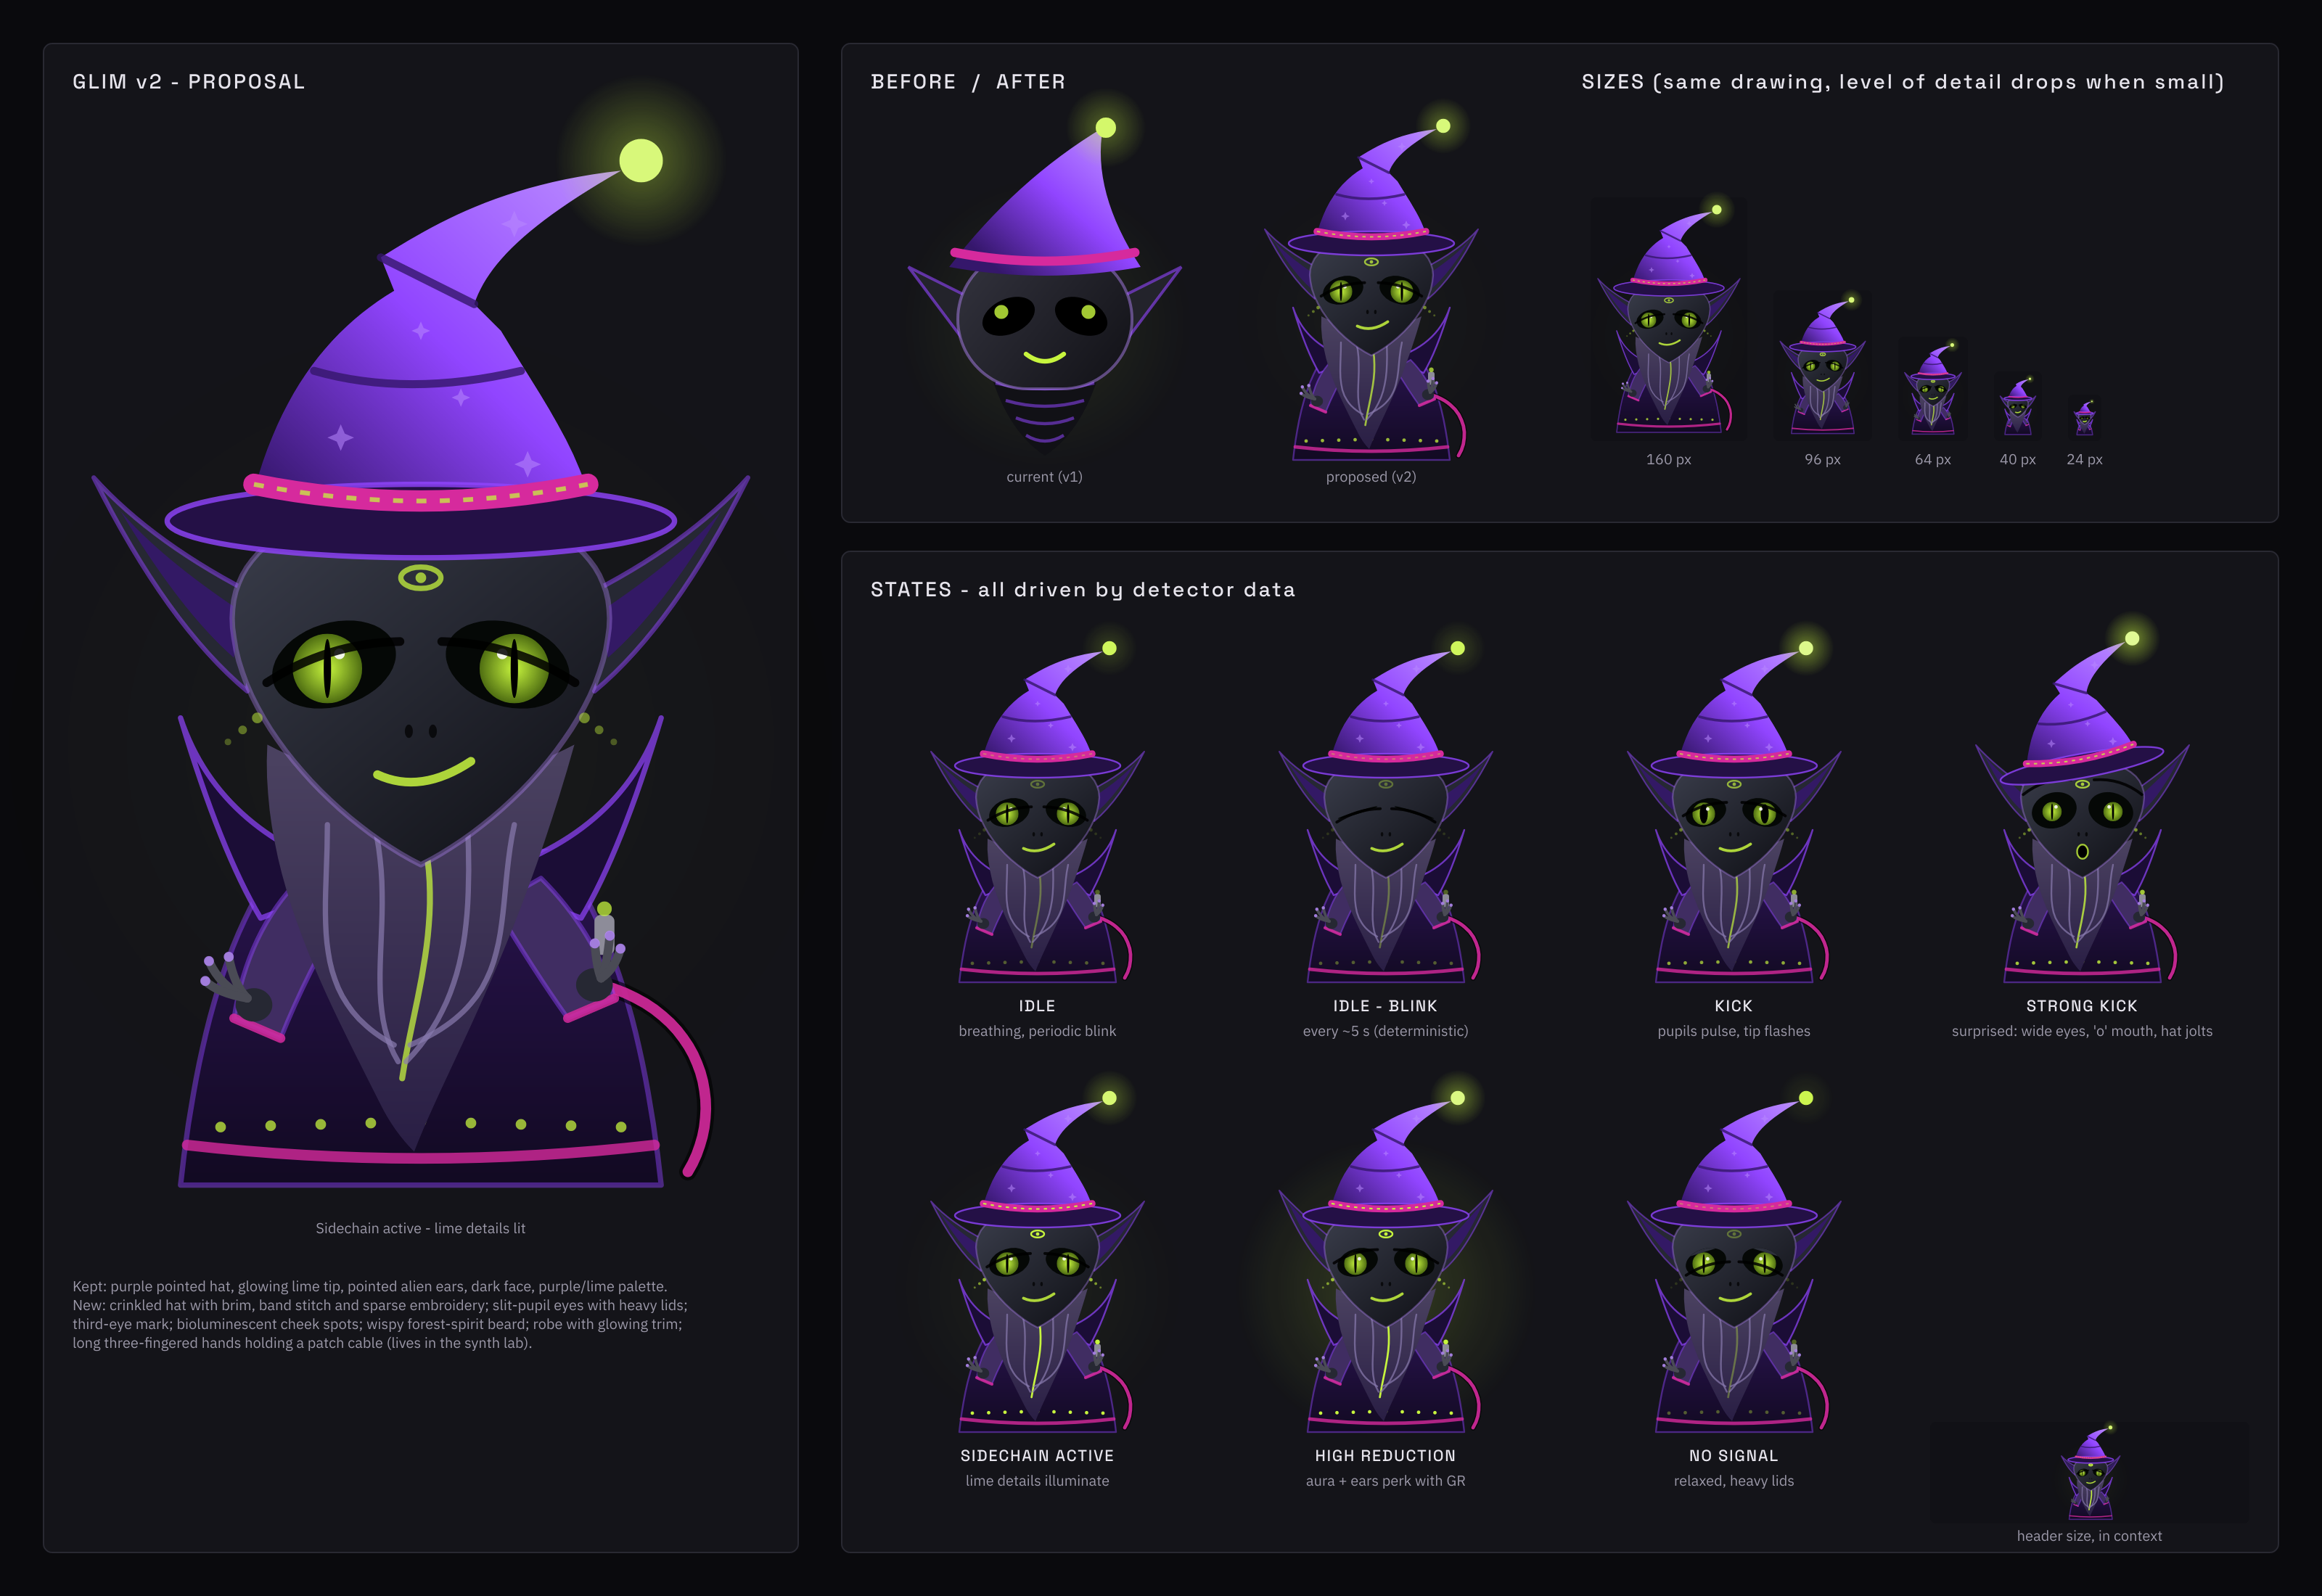 GLIM v2 - PROPOSAL
Sidechain active - lime details lit
Kept: purple pointed hat, glowing lime tip, pointed alien ears, dark face, purple/lime palette.
New: crinkled hat with brim, band stitch and sparse embroidery; slit-pupil eyes with heavy lids;
third-eye mark; bioluminescent cheek spots; wispy forest-spirit beard; robe with glowing trim;
long three-fingered hands holding a patch cable (lives in the synth lab).
BEFORE / AFTER
SIZES (same drawing, level of detail drops when small)
current (v1)
proposed (v2)
160 px
96 px
64 px
40 px
24 px
STATES - all driven by detector data
IDLE
breathing, periodic blink
IDLE - BLINK
every ~5 s (deterministic)
KICK
pupils pulse, tip flashes
STRONG KICK
surprised: wide eyes, 'o' mouth, hat jolts
SIDECHAIN ACTIVE
lime details illuminate
HIGH REDUCTION
aura + ears perk with GR
NO SIGNAL
relaxed, heavy lids
header size, in context